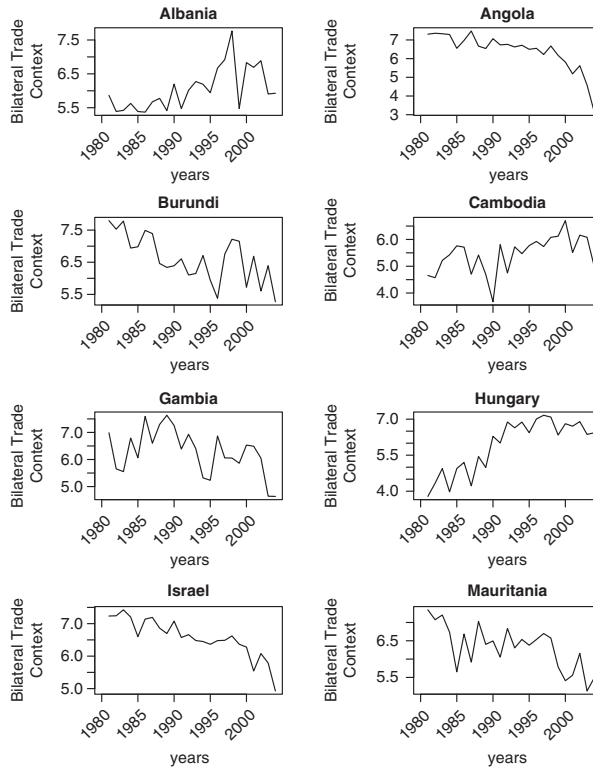 Albania
Bilateral Trade
Context
7.5
6.5
5.5
1980
1985
1990
1995
2000
years
Angola
Bilateral Trade
Context
7
6
5
4
3
1980
1985
1990
1995
2000
years
Burundi
Bilateral Trade
Context
7.5
6.5
5.5
1980
1985
1990
1995
2000
years
Cambodia
Bilateral Trade
Context
6.0
5.0
4.0
1980
1985
1990
1995
2000
years
Gambia
Bilateral Trade
Context
7.0
6.0
5.0
1980
1985
1990
1995
2000
years
Hungary
Bilateral Trade
Context
7.0
4.0
1980
1985
1990
1995
2000
years
Israel
Bilateral Trade
Context
7.0
6.0
5.0
1980
1985
1990
1995
2000
years
Mauritania
Bilateral Trade
Context
6.5
5.5
1980
1985
1990
1995
2000
years